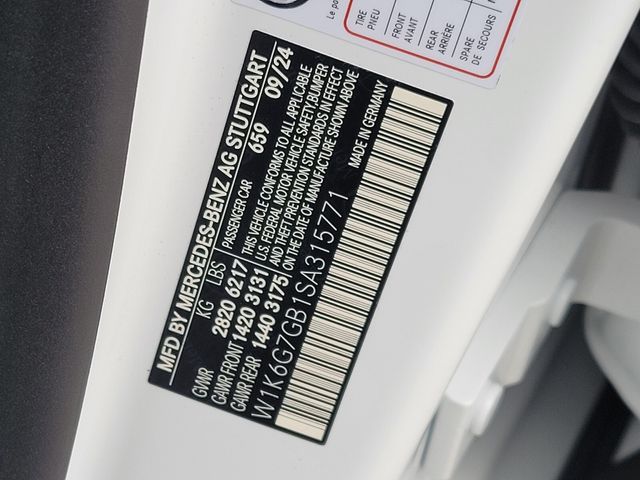 Le po
TIRE
PNEU
FRONT
AVANT
REAR
ARRIÈRE
SPARE
DE SECOURS
MFD BY MERCEDES-BENZ AG STUTTGART
KG LBS PASSENGER CAR 659 09/24
GVWR 2820 6217 THIS VEHICLE CONFORMS TO ALL APPLICABLE
GAWR FRONT 1420 3131 U.S. FEDERAL MOTOR VEHICLE SAFETY,BUMPER
GAWR REAR 1440 3175 AND THEFT PREVENTION STANDARDS IN EFFECT
ON THE DATE OF MANUFACTURE SHOWN ABOVE
W1K6G7GB1SA315771 MADE IN GERMANY